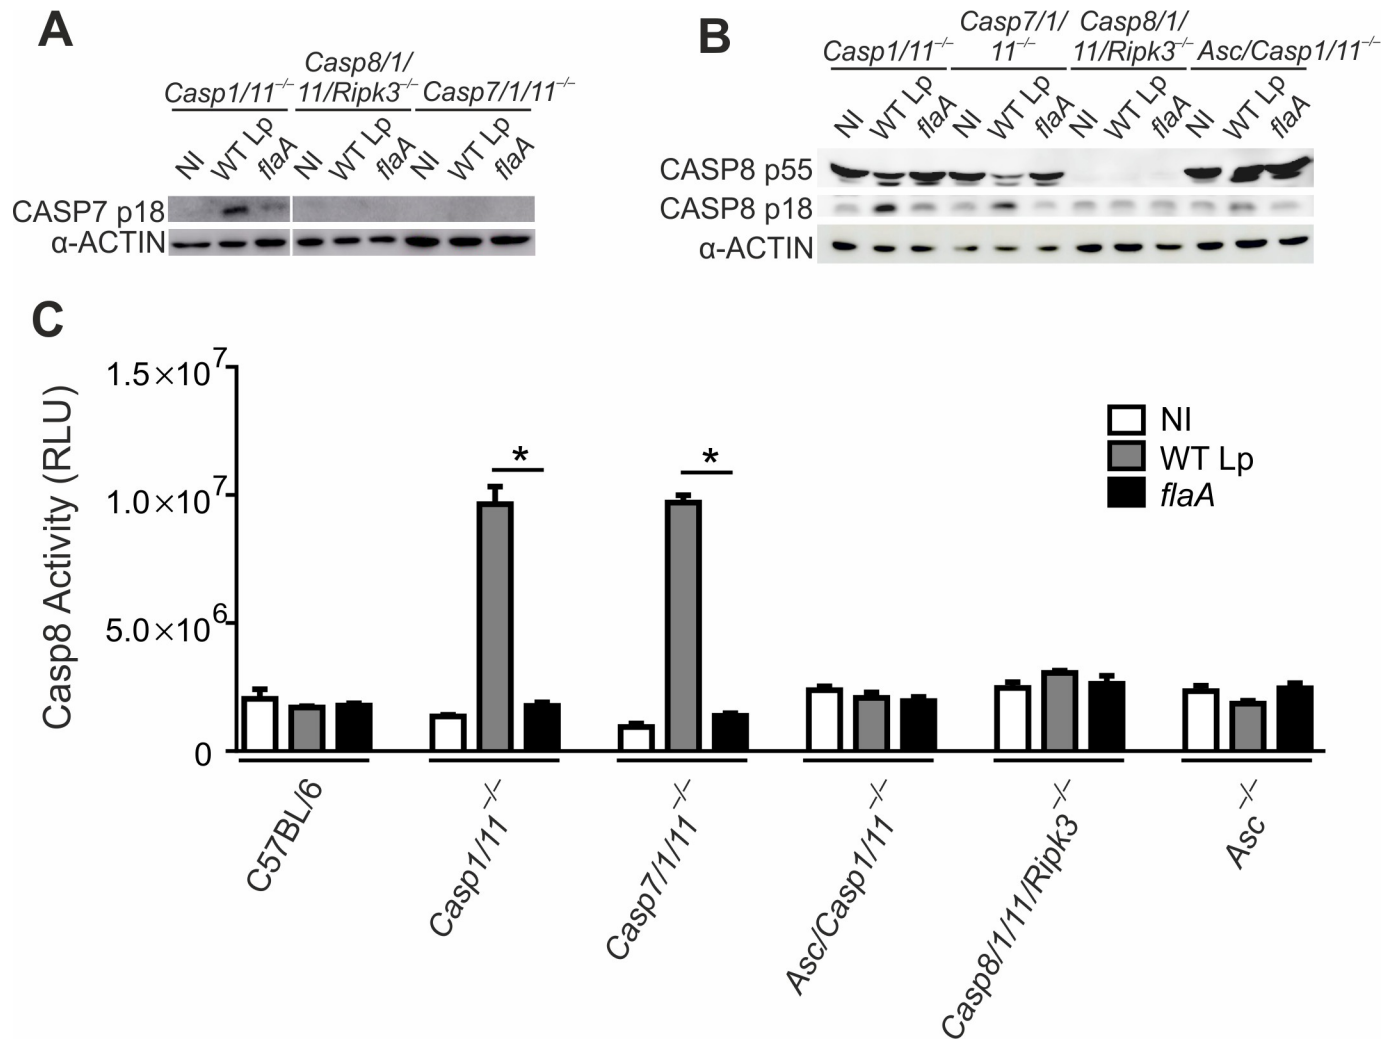 A
Casp8/1/
Casp1/11⁻/⁻ 11/Ripk3⁻/⁻ Casp7/1/11⁻/⁻
NI WT Lp flaA NI WT Lp flaA NI WT Lp flaA
CASP7 p18
α-ACTIN
B
Casp7/1/ Casp8/1/
Casp1/11⁻/⁻ 11⁻/⁻ 11/Ripk3⁻/⁻ Asc/Casp1/11⁻/⁻
NI WT Lp flaA NI WT Lp flaA NI WT Lp flaA NI WT Lp flaA
CASP8 p55
CASP8 p18
α-ACTIN
C
Casp8 Activity (RLU)
1.5×10⁷
1.0×10⁷
5.0×10⁶
0
* *
NI
WT Lp
flaA
C57BL/6
Casp1/11⁻/⁻
Casp7/1/11⁻/⁻
Asc/Casp1/11⁻/⁻
Casp8/1/11/Ripk3⁻/⁻
Asc⁻/⁻